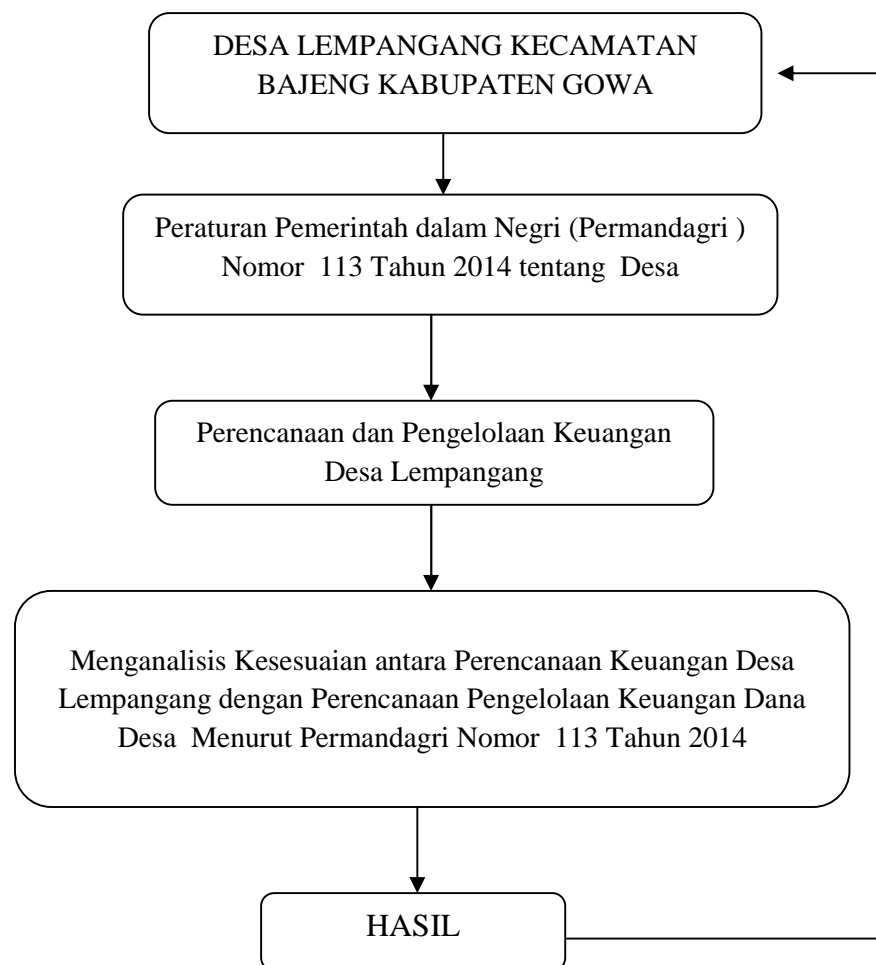 DESA LEMPANGANG KECAMATAN
BAJENG KABUPATEN GOWA
Peraturan Pemerintah dalam Negri (Permandagri )
Nomor  113 Tahun 2014 tentang  Desa
Perencanaan dan Pengelolaan Keuangan
Desa Lempangang
Menganalisis Kesesuaian antara Perencanaan Keuangan Desa
Lempangang dengan Perencanaan Pengelolaan Keuangan Dana
Desa  Menurut Permandagri Nomor  113 Tahun 2014
HASIL